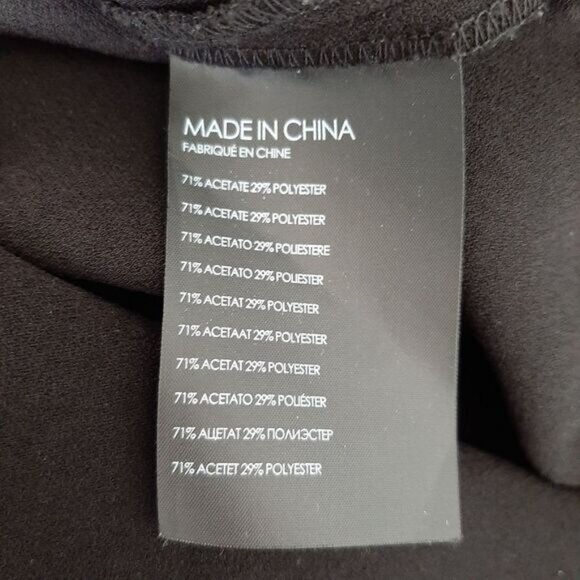 MADE IN CHINA
FABRIQUÉ EN CHINE
71% ACETATE 29% POLYESTER
71% ACETATE 29% POLYESTER
71% ACETATO 29% POLIESTERE
71% ACETATO 29% POLIESTER
71% ACETAT 29% POLYESTER
71% ACETAAT 29% POLYESTER
71% ACETAT 29% POLYESTER
71% ACETATO 29% POLIÉSTER
71% АЦЕТАТ 29% ПОЛИЭСТЕР
71% ACETET 29% POLYESTER